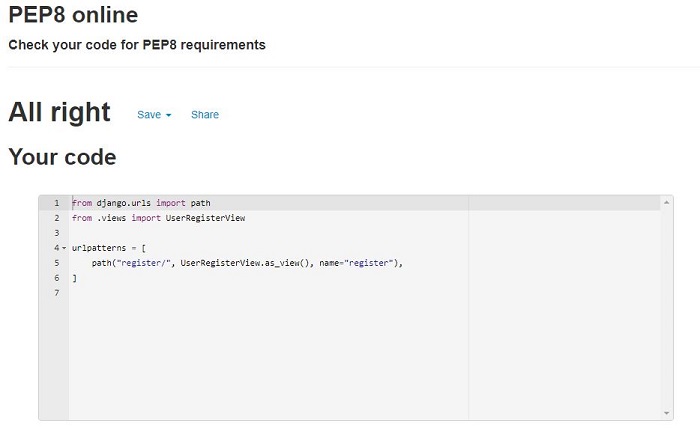 PEP8 online
Check your code for PEP8 requirements
All right Save Share
Your code
1 from django.urls import path
2 from .views import UserRegisterView
3
4 urlpatterns = [
5     path("register/", UserRegisterView.as_view(), name="register"),
6 ]
7